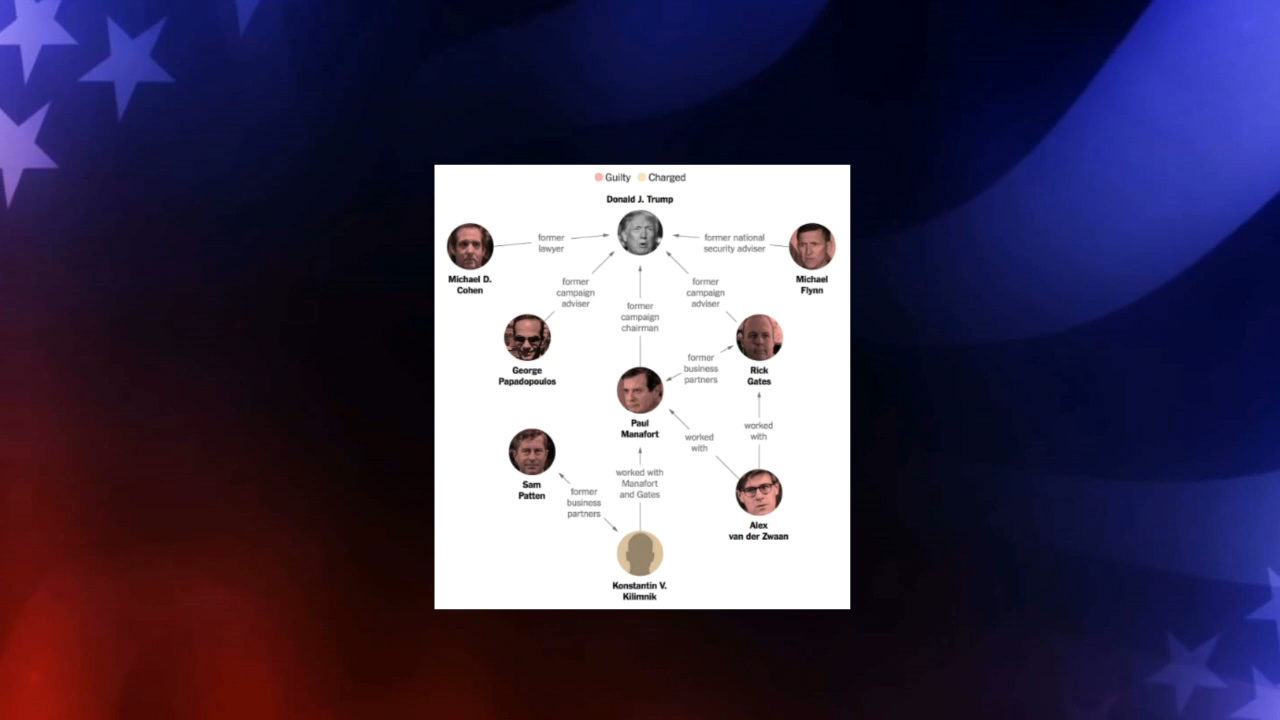 Guilty Charged
Donald J. Trump
former
lawyer
former national
security adviser
Michael D.
Cohen
Michael
Flynn
former
campaign
adviser
former
campaign
chairman
former
campaign
adviser
George
Papadopoulos
former
business
partners
Rick
Gates
Paul
Manafort
worked
with
worked
with
Sam
Patten
former
business
partners
worked with
Manafort
and Gates
Alex
van der Zwaan
Konstantin V.
Kilimnik